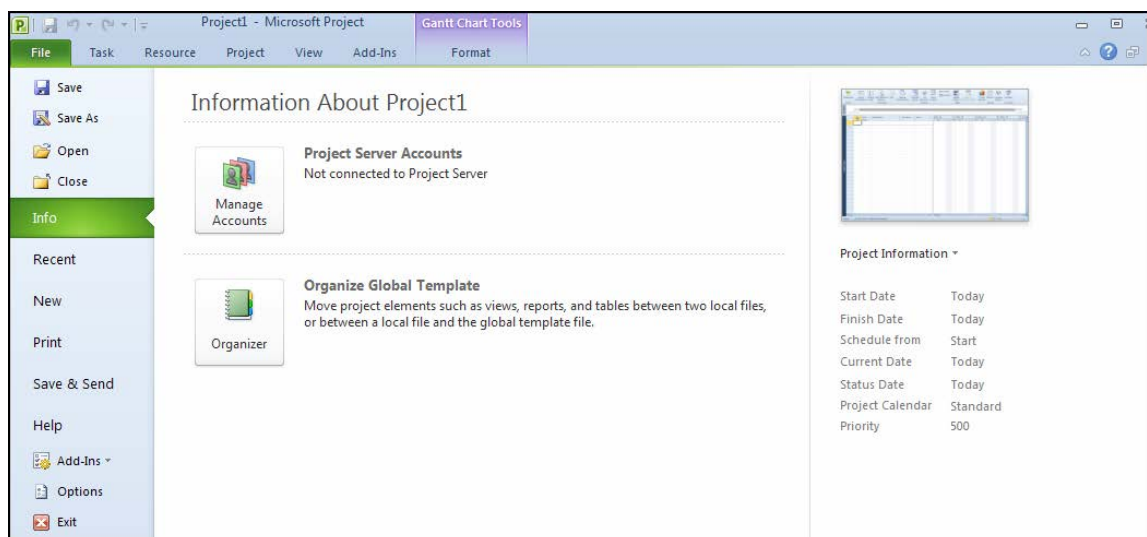 Project1 - Microsoft Project
Gantt Chart Tools
File Task Resource Project View Add-Ins Format
Save
Save As
Open
Close
Info
Recent
New
Print
Save & Send
Help
Add-Ins
Options
Exit
Information About Project1
Manage
Accounts
Project Server Accounts
Not connected to Project Server
Organizer
Organize Global Template
Move project elements such as views, reports, and tables between two local files,
or between a local file and the global template file.
Project Information
Start Date Today
Finish Date Today
Schedule from Start
Current Date Today
Status Date Today
Project Calendar Standard
Priority 500